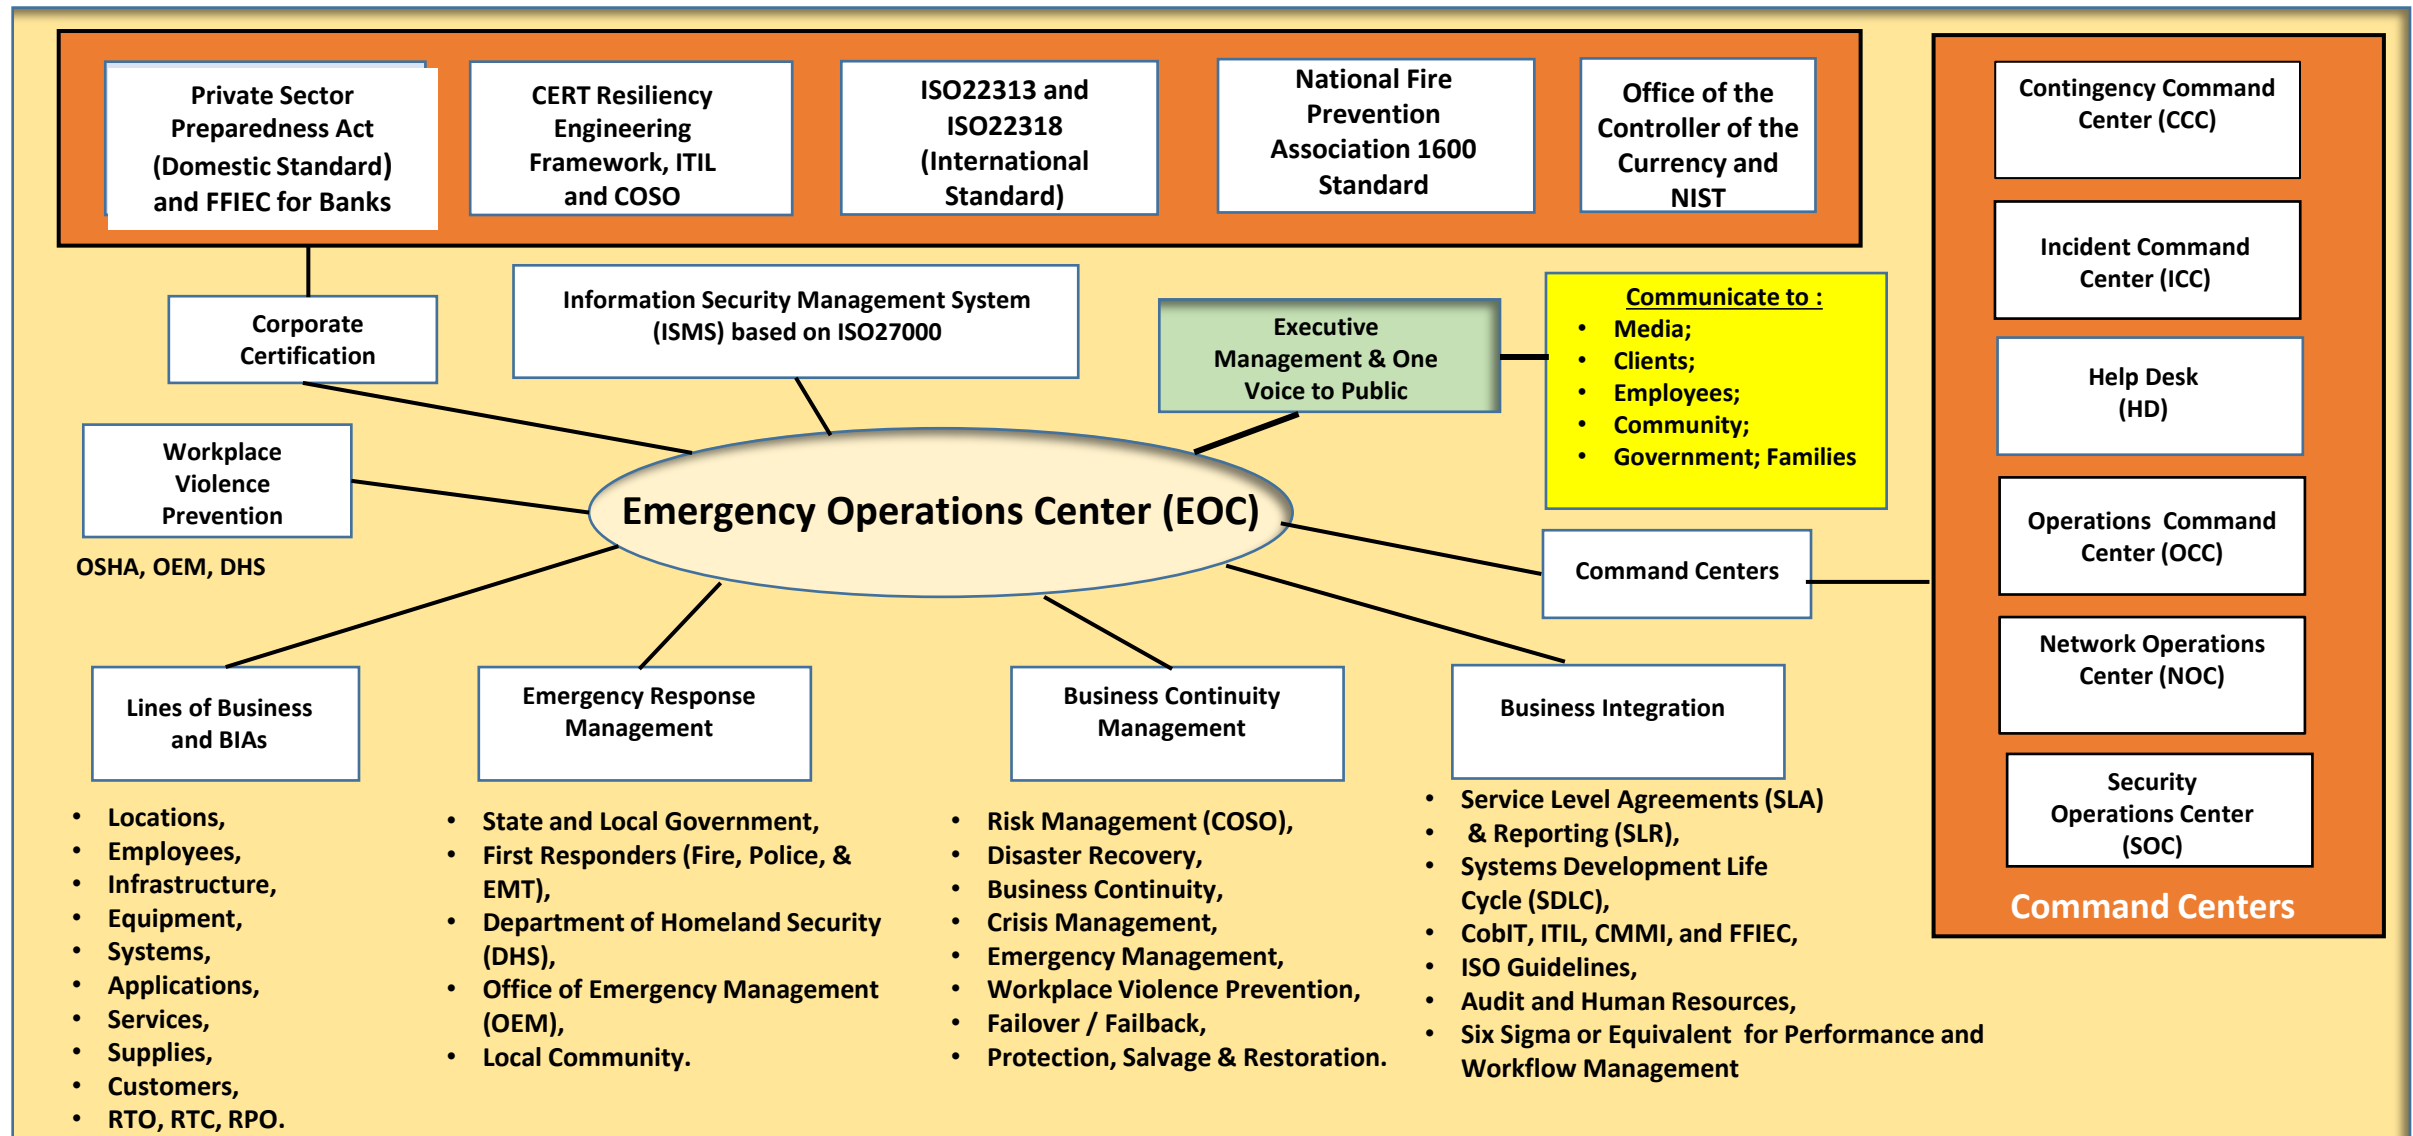 Private Sector
Preparedness Act
(Domestic Standard)
and FFIEC for Banks
CERT Resiliency
Engineering
Framework, ITIL
and COSO
ISO22313 and
ISO22318
(International
Standard)
National Fire
Prevention
Association 1600
Standard
Office of the
Controller of the
Currency and
NIST
Contingency Command
Center (CCC)
Incident Command
Center (ICC)
Help Desk
(HD)
Operations  Command
Center (OCC)
Network Operations
Center (NOC)
Security
Operations Center
(SOC)
Command Centers
Corporate
Certification
Information Security Management System
(ISMS) based on ISO27000
Executive
Management & One
Voice to Public
Communicate to :
• Media;
• Clients;
• Employees;
• Community;
• Government; Families
Workplace
Violence
Prevention
OSHA, OEM, DHS
Emergency Operations Center (EOC)
Command Centers
Lines of Business
and BIAs
• Locations,
• Employees,
• Infrastructure,
• Equipment,
• Systems,
• Applications,
• Services,
• Supplies,
• Customers,
• RTO, RTC, RPO.
Emergency Response
Management
• State and Local Government,
• First Responders (Fire, Police, &
EMT),
• Department of Homeland Security
(DHS),
• Office of Emergency Management
(OEM),
• Local Community.
Business Continuity
Management
• Risk Management (COSO),
• Disaster Recovery,
• Business Continuity,
• Crisis Management,
• Emergency Management,
• Workplace Violence Prevention,
• Failover / Failback,
• Protection, Salvage & Restoration.
Business Integration
• Service Level Agreements (SLA)
• & Reporting (SLR),
• Systems Development Life
Cycle (SDLC),
• CobIT, ITIL, CMMI, and FFIEC,
• ISO Guidelines,
• Audit and Human Resources,
• Six Sigma or Equivalent  for Performance and
Workflow Management